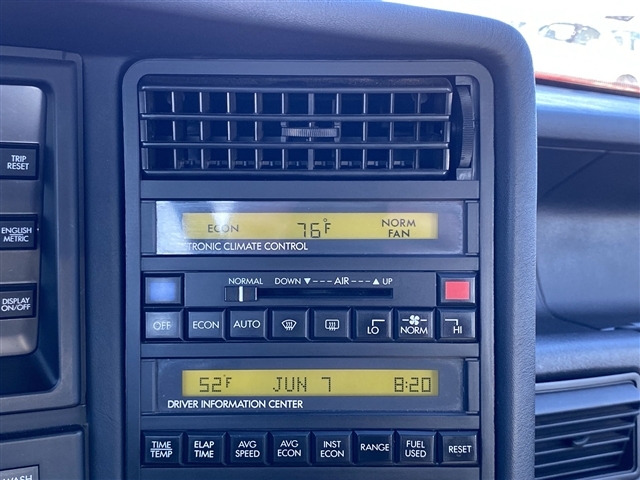 TRIP
RESET
ENGLISH
METRIC
DISPLAY
ON/OFF
ECON 76°F NORM
FAN
TRONIC CLIMATE CONTROL
NORMAL DOWN ▼---AIR---▲ UP
OFF ECON AUTO LO NORM HI
52°F JUN 7 8:20
DRIVER INFORMATION CENTER
TIME
TEMP
ELAP
TIME
AVG
SPEED
AVG
ECON
INST
ECON
RANGE
FUEL
USED
RESET
WASH